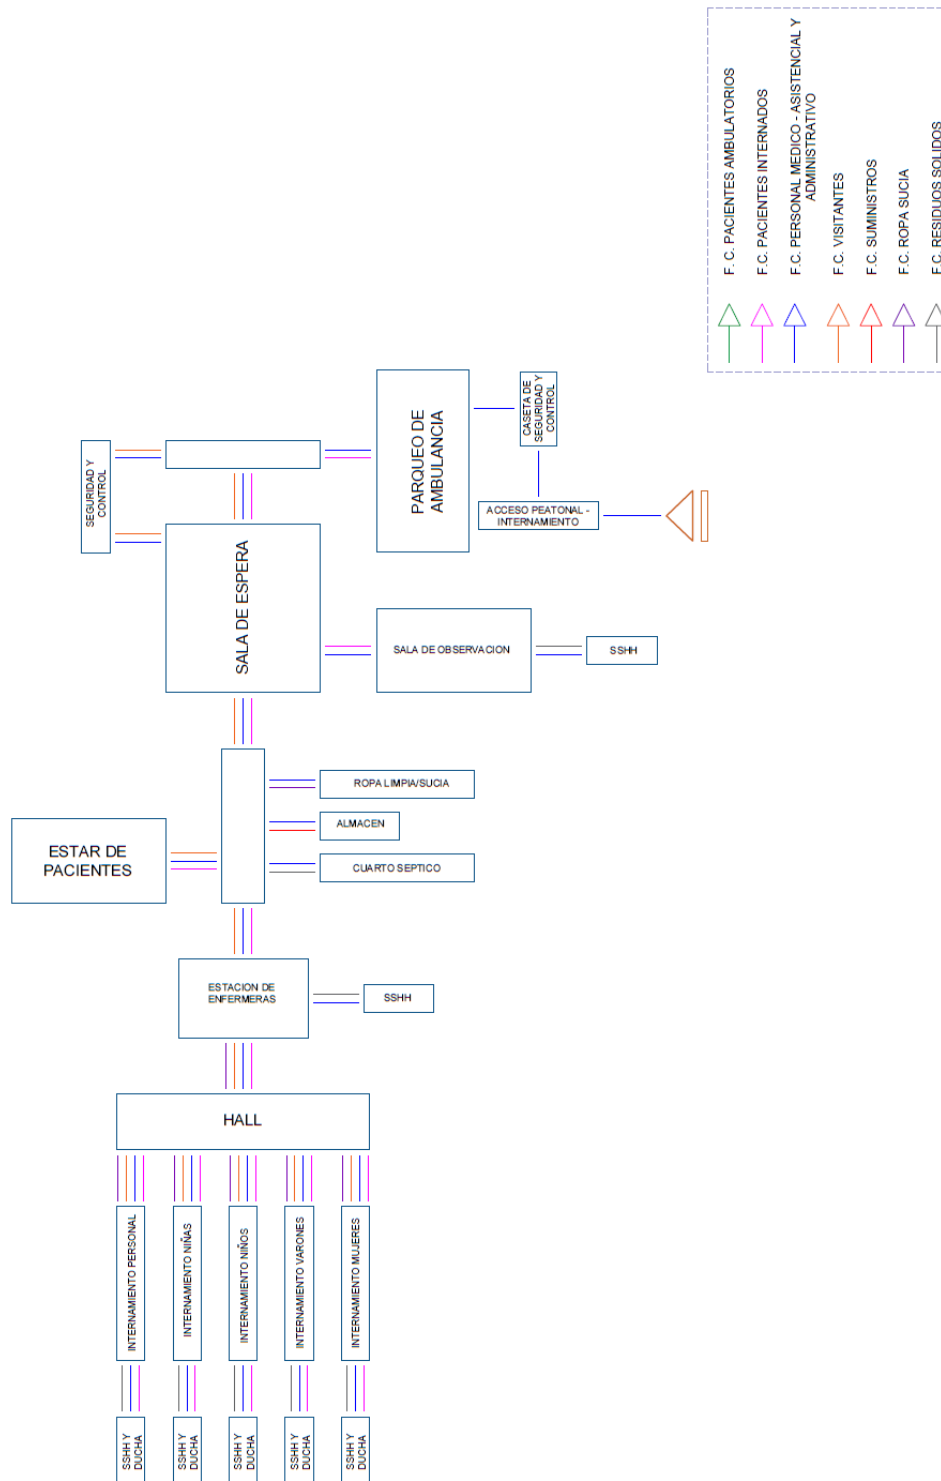 F. C. PACIENTES AMBULATORIOS
F.C. PACIENTES INTERNADOS
F.C. PERSONAL MEDICO - ASISTENCIAL Y
ADMINISTRATIVO
F.C. VISITANTES
F.C. SUMINISTROS
F.C. ROPA SUCIA
F.C. RESIDUOS SOLIDOS
SEGURIDAD Y
CONTROL
PARQUEO DE
AMBULANCIA
CASETA DE
SEGURIDAD Y
CONTROL
ACCESO PEATONAL -
INTERNAMIENTO
SALA DE ESPERA
SALA DE OBSERVACION
SSHH
ROPA LIMPIA/SUCIA
ALMACEN
CUARTO SEPTICO
ESTAR DE
PACIENTES
ESTACION DE
ENFERMERAS
SSHH
HALL
INTERNAMIENTO PERSONAL
INTERNAMIENTO NIÑAS
INTERNAMIENTO NIÑOS
INTERNAMIENTO VARONES
INTERNAMIENTO MUJERES
SSHH Y
DUCHA
SSHH Y
DUCHA
SSHH Y
DUCHA
SSHH Y
DUCHA
SSHH Y
DUCHA